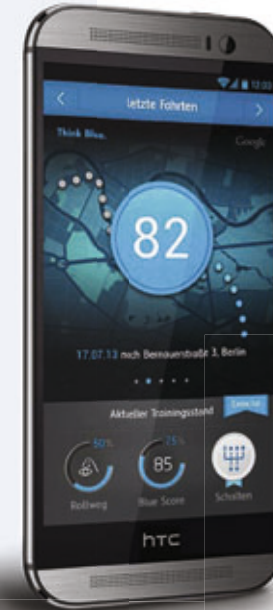 12:00
letzte Fahrten
Think Blue.
Google
82
17.07.13 nach Bernauerstraße 3, Berlin
Aktueller Trainingsstand
50%
75%
85
Rollweg
Blue Score
Schalten
hTC